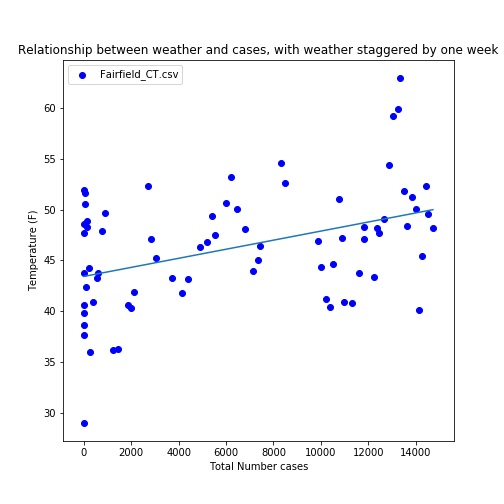 Relationship between weather and cases, with weather staggered by one week
Fairfield_CT.csv
60
55
50
45
40
35
30
Temperature (F)
0 2000 4000 6000 8000 10000 12000 14000
Total Number cases